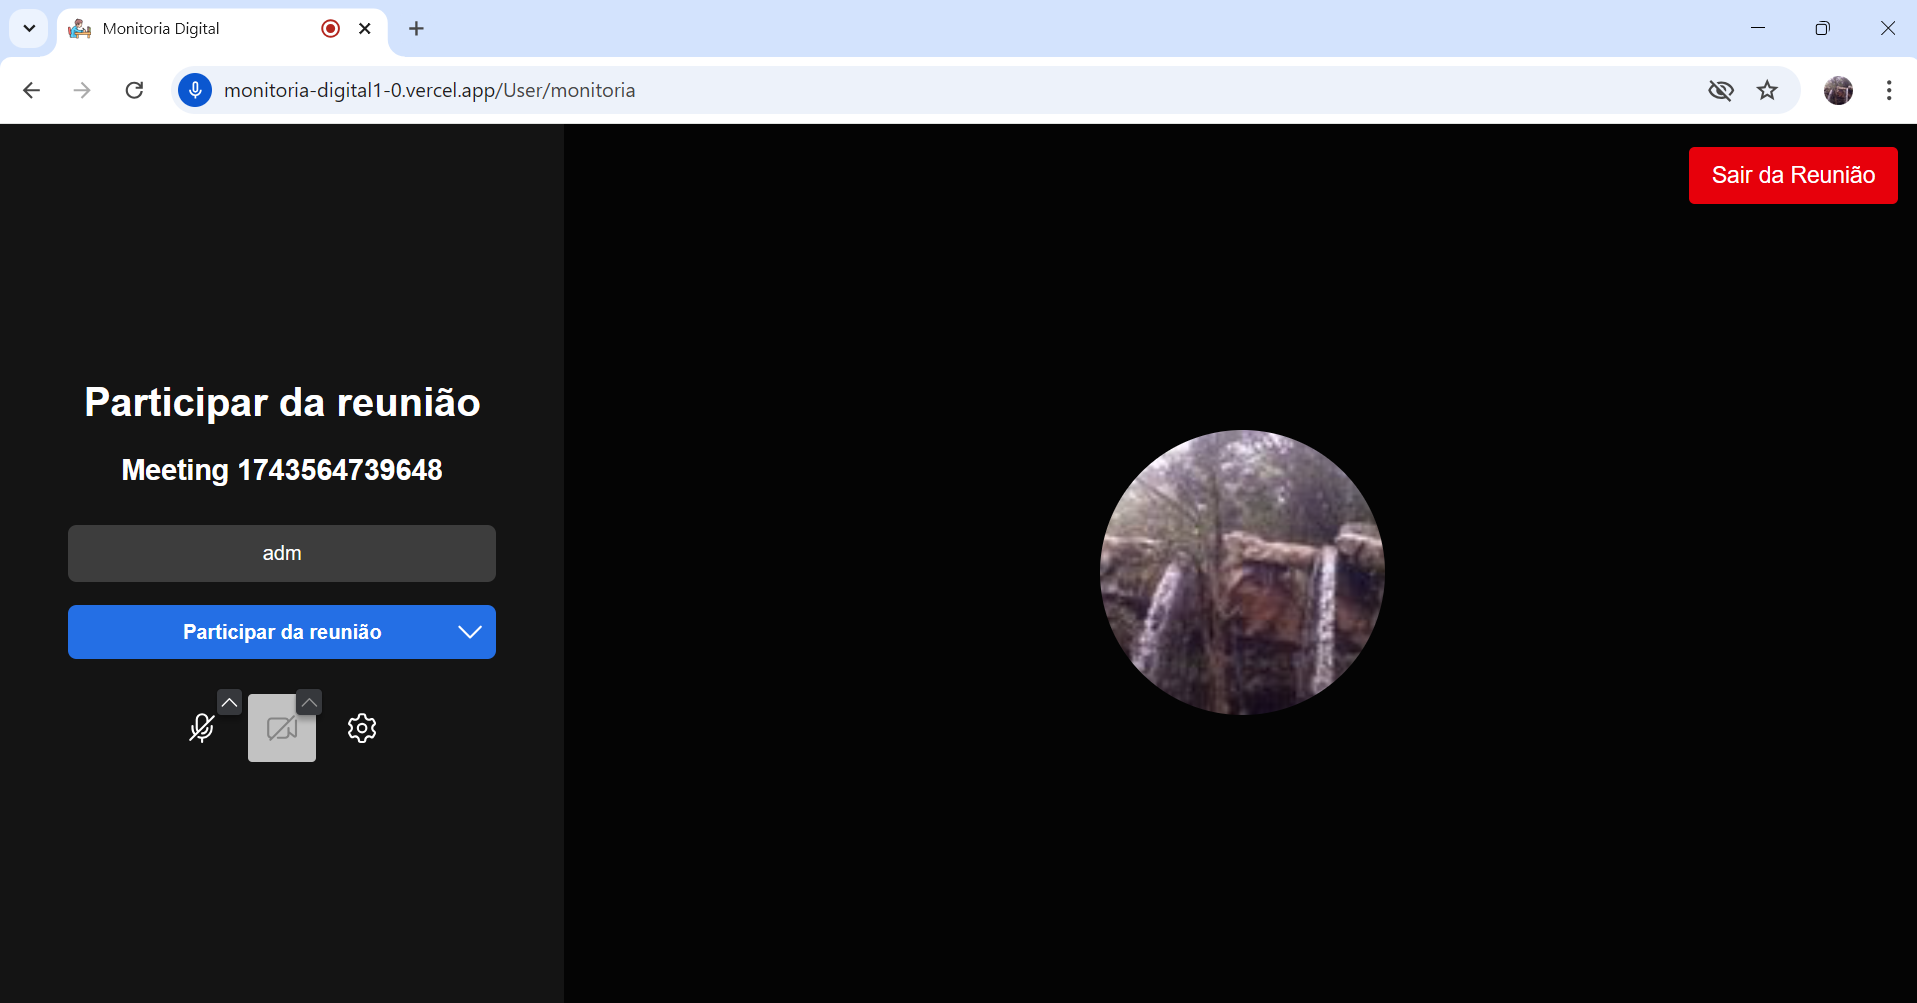 Monitoria Digital
monitoria-digital1-0.vercel.app/User/monitoria
Sair da Reunião
Participar da reunião
Meeting 1743564739648
adm
Participar da reunião